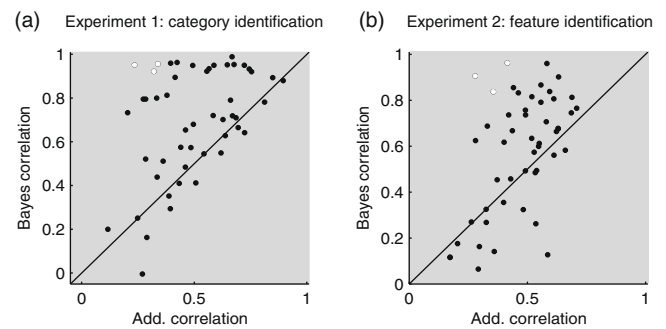 (a) Experiment 1: category identification
1
0.8
0.6
0.4
0.2
0
Bayes correlation
0 0.5 1
Add. correlation
(b) Experiment 2: feature identification
1
0.8
0.6
0.4
0.2
0
Bayes correlation
0 0.5 1
Add. correlation